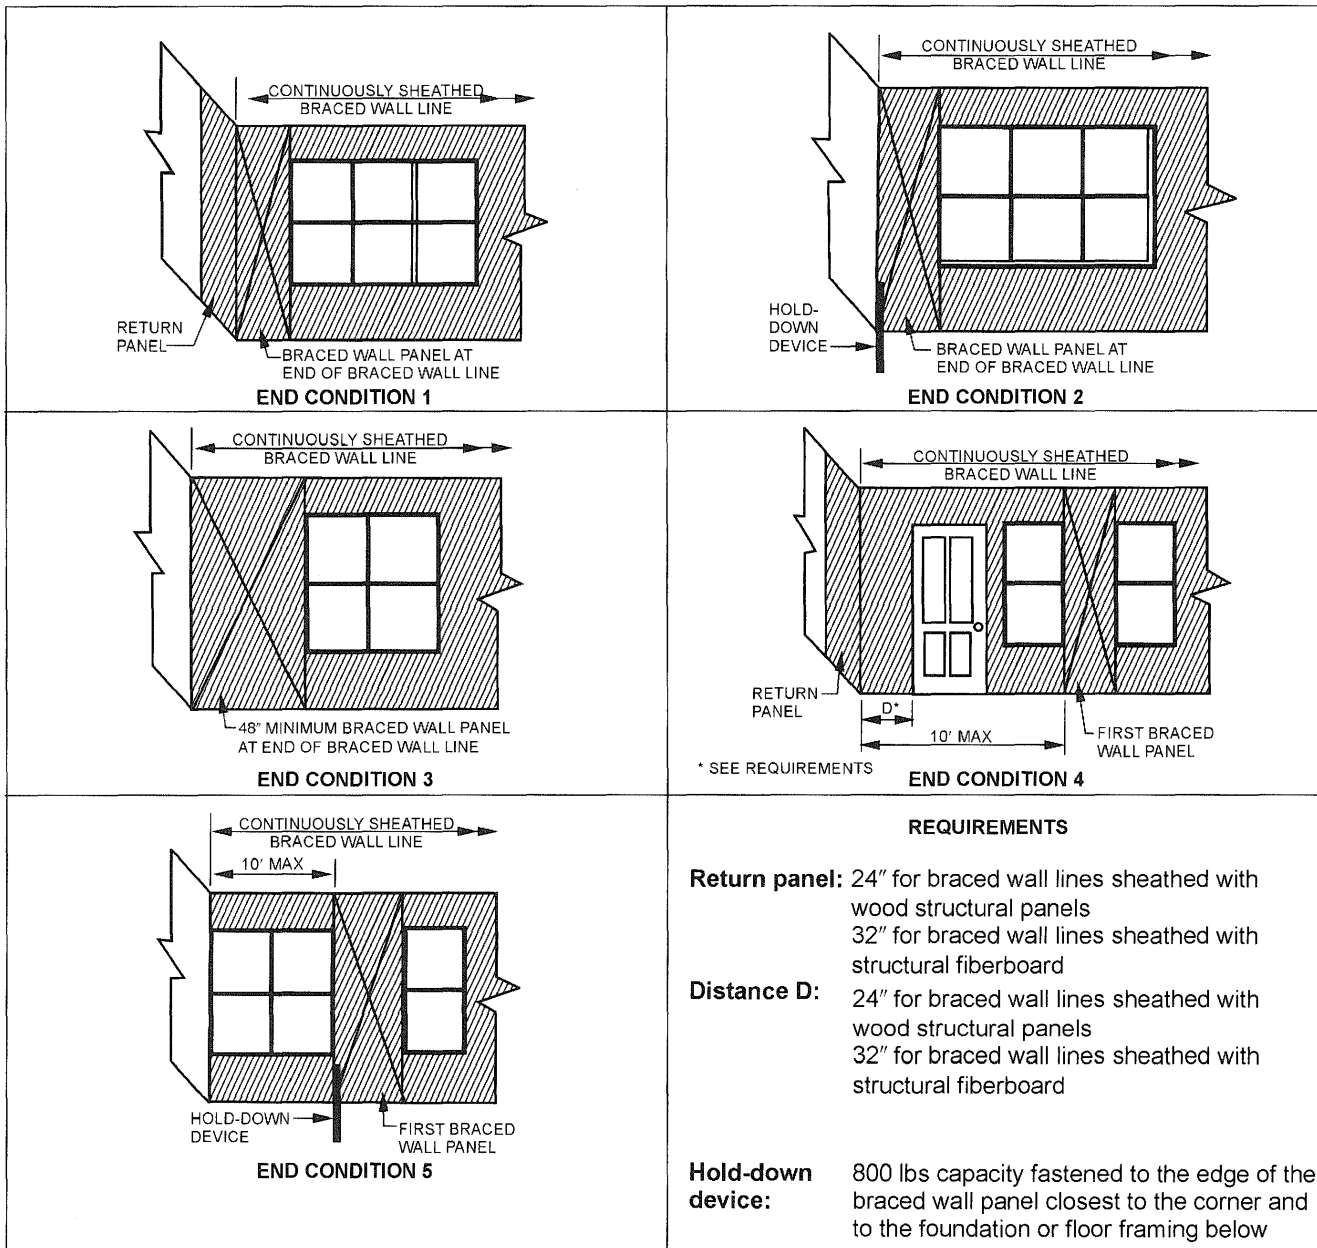 CONTINUOUSLY SHEATHED
BRACED WALL LINE
RETURN
PANEL
BRACED WALL PANEL AT
END OF BRACED WALL LINE
END CONDITION 1
CONTINUOUSLY SHEATHED
BRACED WALL LINE
HOLD-
DOWN
DEVICE
BRACED WALL PANEL AT
END OF BRACED WALL LINE
END CONDITION 2
CONTINUOUSLY SHEATHED
BRACED WALL LINE
48" MINIMUM BRACED WALL PANEL
AT END OF BRACED WALL LINE
END CONDITION 3
CONTINUOUSLY SHEATHED
BRACED WALL LINE
RETURN
PANEL
D*
10' MAX
FIRST BRACED
WALL PANEL
* SEE REQUIREMENTS
END CONDITION 4
CONTINUOUSLY SHEATHED
BRACED WALL LINE
10' MAX
HOLD-DOWN
DEVICE
FIRST BRACED
WALL PANEL
END CONDITION 5
REQUIREMENTS
Return panel: 24″ for braced wall lines sheathed with
wood structural panels
32″ for braced wall lines sheathed with
structural fiberboard
Distance D: 24″ for braced wall lines sheathed with
wood structural panels
32″ for braced wall lines sheathed with
structural fiberboard
Hold-down 800 lbs capacity fastened to the edge of the
device: braced wall panel closest to the corner and
to the foundation or floor framing below